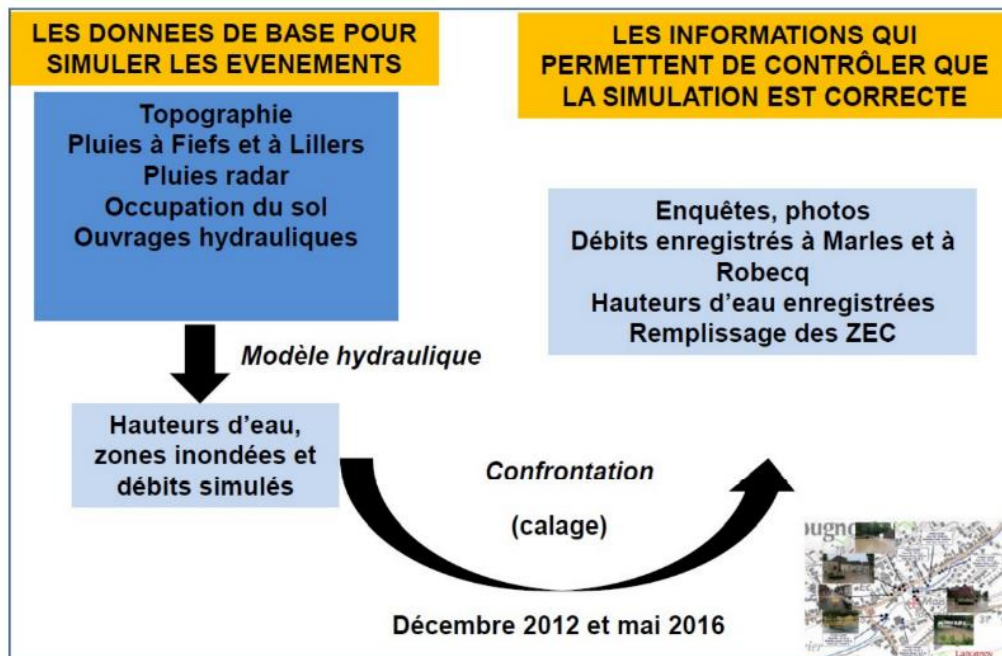 LES DONNEES DE BASE POUR
SIMULER LES EVENEMENTS
Topographie
Pluies à Fiefs et à Lillers
Pluies radar
Occupation du sol
Ouvrages hydrauliques
Modèle hydraulique
Hauteurs d'eau,
zones inondées et
débits simulés
LES INFORMATIONS QUI
PERMETTENT DE CONTRÔLER QUE
LA SIMULATION EST CORRECTE
Enquêtes, photos
Débits enregistrés à Marles et à
Robecq
Hauteurs d'eau enregistrées
Remplissage des ZEC
Confrontation
(calage)
Décembre 2012 et mai 2016